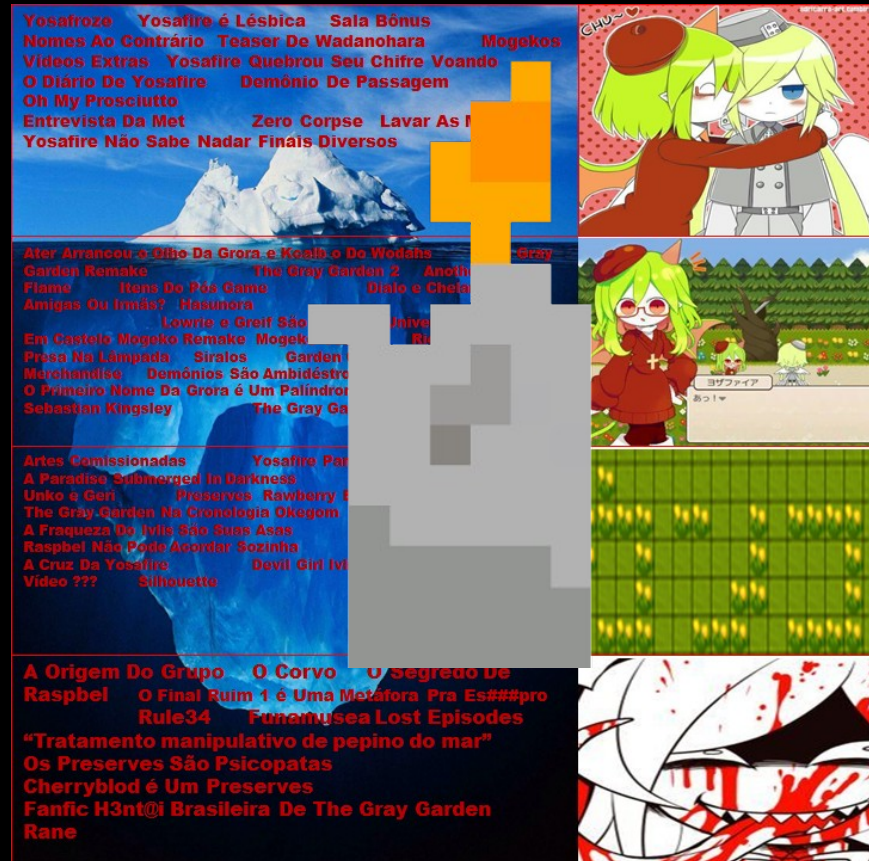 Yosafroze Yosafire é Lésbica Sala Bônus
Nomes Ao Contrário Teaser De Wadanohara Mogekos
Vídeos Extras Yosafire Quebrou Seu Chifre Voando
O Diário De Yosafire Demônio De Passagem
Oh My Prosciutto
Entrevista Da Met Zero Corpse Lavar As
Yosafire Não Sabe Nadar Finais Diversos
CHU~
Ater Arrancou o Olho Da Grora e Kcalb o Do Wodahs Gray
Garden Remake The Gray Garden 2
Flame Itens Do Pós Game Dialo e Chela
Amigas Ou Irmãs? Hasunora
Lowrie e Greif São
Em Castelo Mogeko Remake
Presa Na Lâmpada Siralos Garden
Merchandise Demônios São
O Primeiro Nome Da Grora é Um
Sebastian Kingsley The Gray
ヨザファイア
あっ!
Artes Comissionadas Yosafire
A Paradise Submerged In Darkness
Unko e Geri Preserves Rawberry
The Gray Garden Na Cronologia Okegom
A Fraqueza Do Ivlis São Suas Asas
Raspbel Não Pode Acordar Sozinha
A Cruz Da Yosafire Devil Girl
Vídeo ??? Silhouette
A Origem Do Grupo O Corvo O Segredo De
Raspbel O Final Ruim 1 é Uma Metáfora Pra Es###pro
Rule34 Funamusea Lost Episodes
“Tratamento manipulativo de pepino do mar”
Os Preserves São Psicopatas
Cherryblod é Um Preserves
Fanfic H3nt@i Brasileira De The Gray Garden
Rane